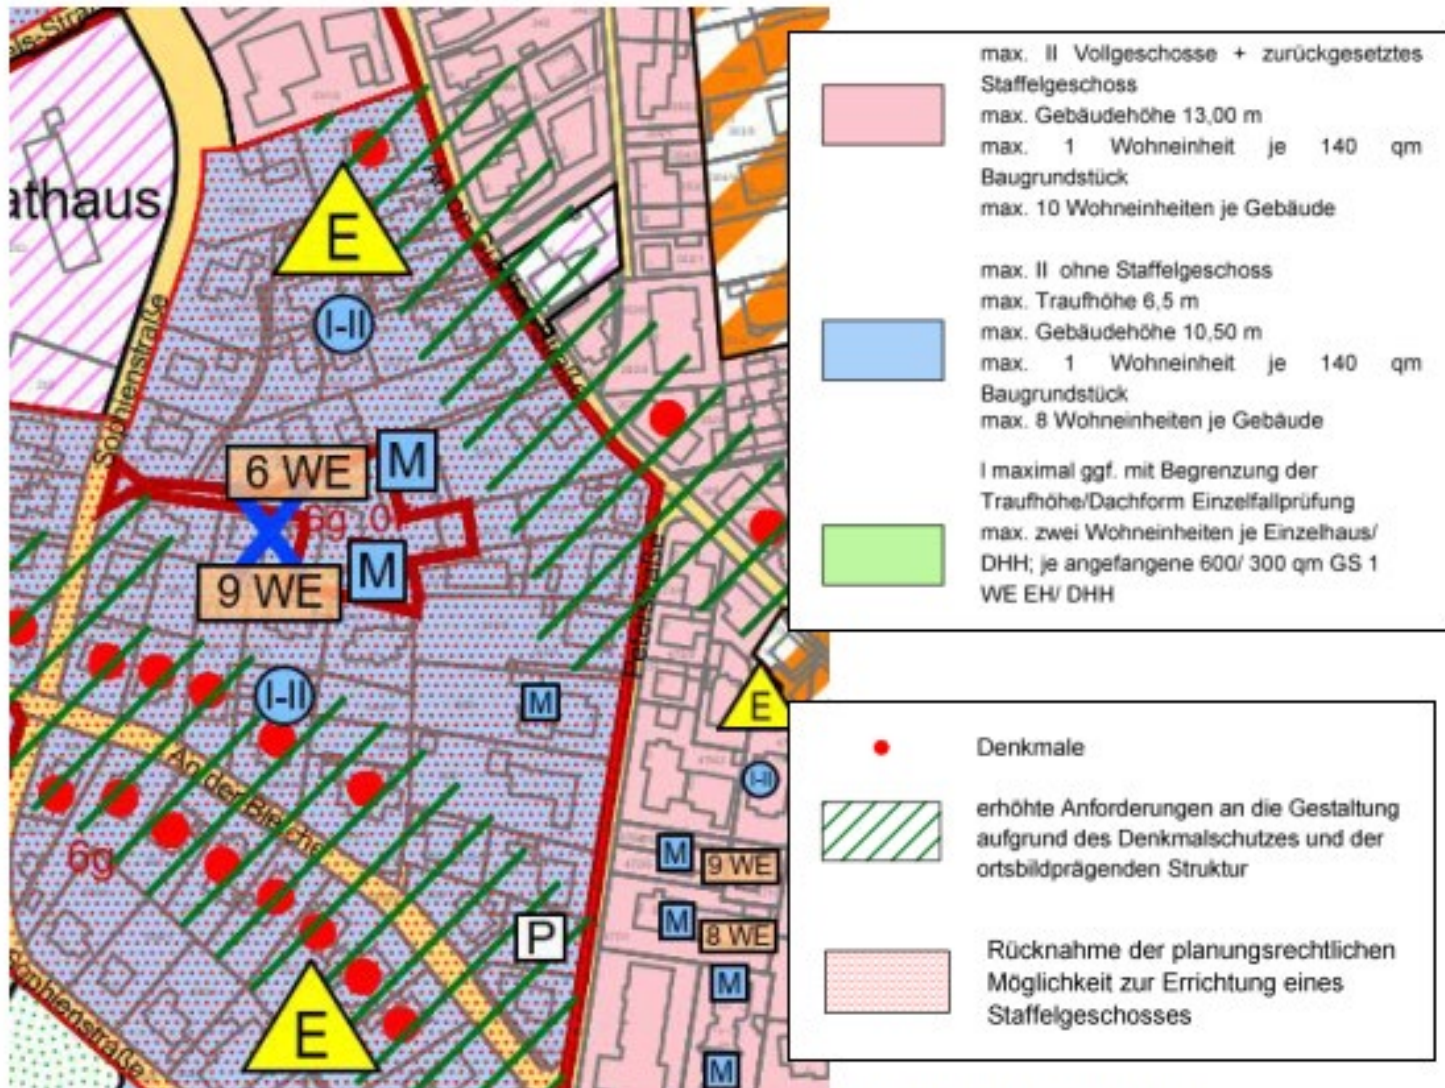 els-Straße
athaus
E
I-II
Sophienstraße
6 WE
M
6g
M
9 WE
Peterstraße
I-II
M
E
I-II
An der Bleiche
6g
M
9 WE
M
8 WE
P
M
E
M
Sophienstraße
max. II Vollgeschosse + zurückgesetztes
Staffelgeschoss
max. Gebäudehöhe 13,00 m
max. 1 Wohneinheit je 140 qm
Baugrundstück
max. 10 Wohneinheiten je Gebäude
max. II ohne Staffelgeschoss
max. Traufhöhe 6,5 m
max. Gebäudehöhe 10,50 m
max. 1 Wohneinheit je 140 qm
Baugrundstück
max. 8 Wohneinheiten je Gebäude
I maximal ggf. mit Begrenzung der
Traufhöhe/Dachform Einzelfallprüfung
max. zwei Wohneinheiten je Einzelhaus/
DHH; je angefangene 600/ 300 qm GS 1
WE EH/ DHH
Denkmale
erhöhte Anforderungen an die Gestaltung
aufgrund des Denkmalschutzes und der
ortsbildprägenden Struktur
Rücknahme der planungsrechtlichen
Möglichkeit zur Errichtung eines
Staffelgeschosses